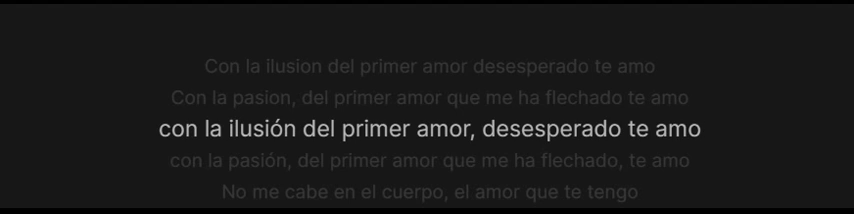 Con la ilusion del primer amor desesperado te amo
Con la pasion, del primer amor que me ha flechado te amo
con la ilusión del primer amor, desesperado te amo
con la pasión, del primer amor que me ha flechado, te amo
No me cabe en el cuerpo, el amor que te tengo